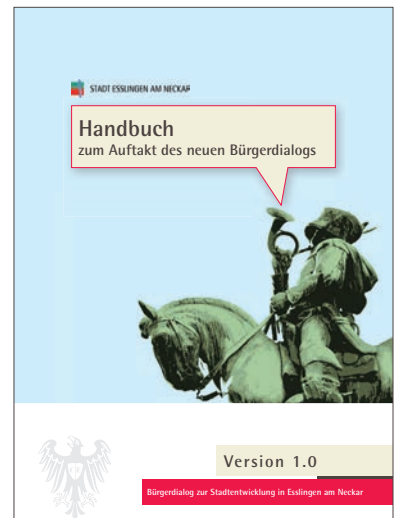 STADT ESSLINGEN AM NECKAR
Handbuch
zum Auftakt des neuen Bürgerdialogs
Version 1.0
Bürgerdialog zur Stadtentwicklung in Esslingen am Neckar